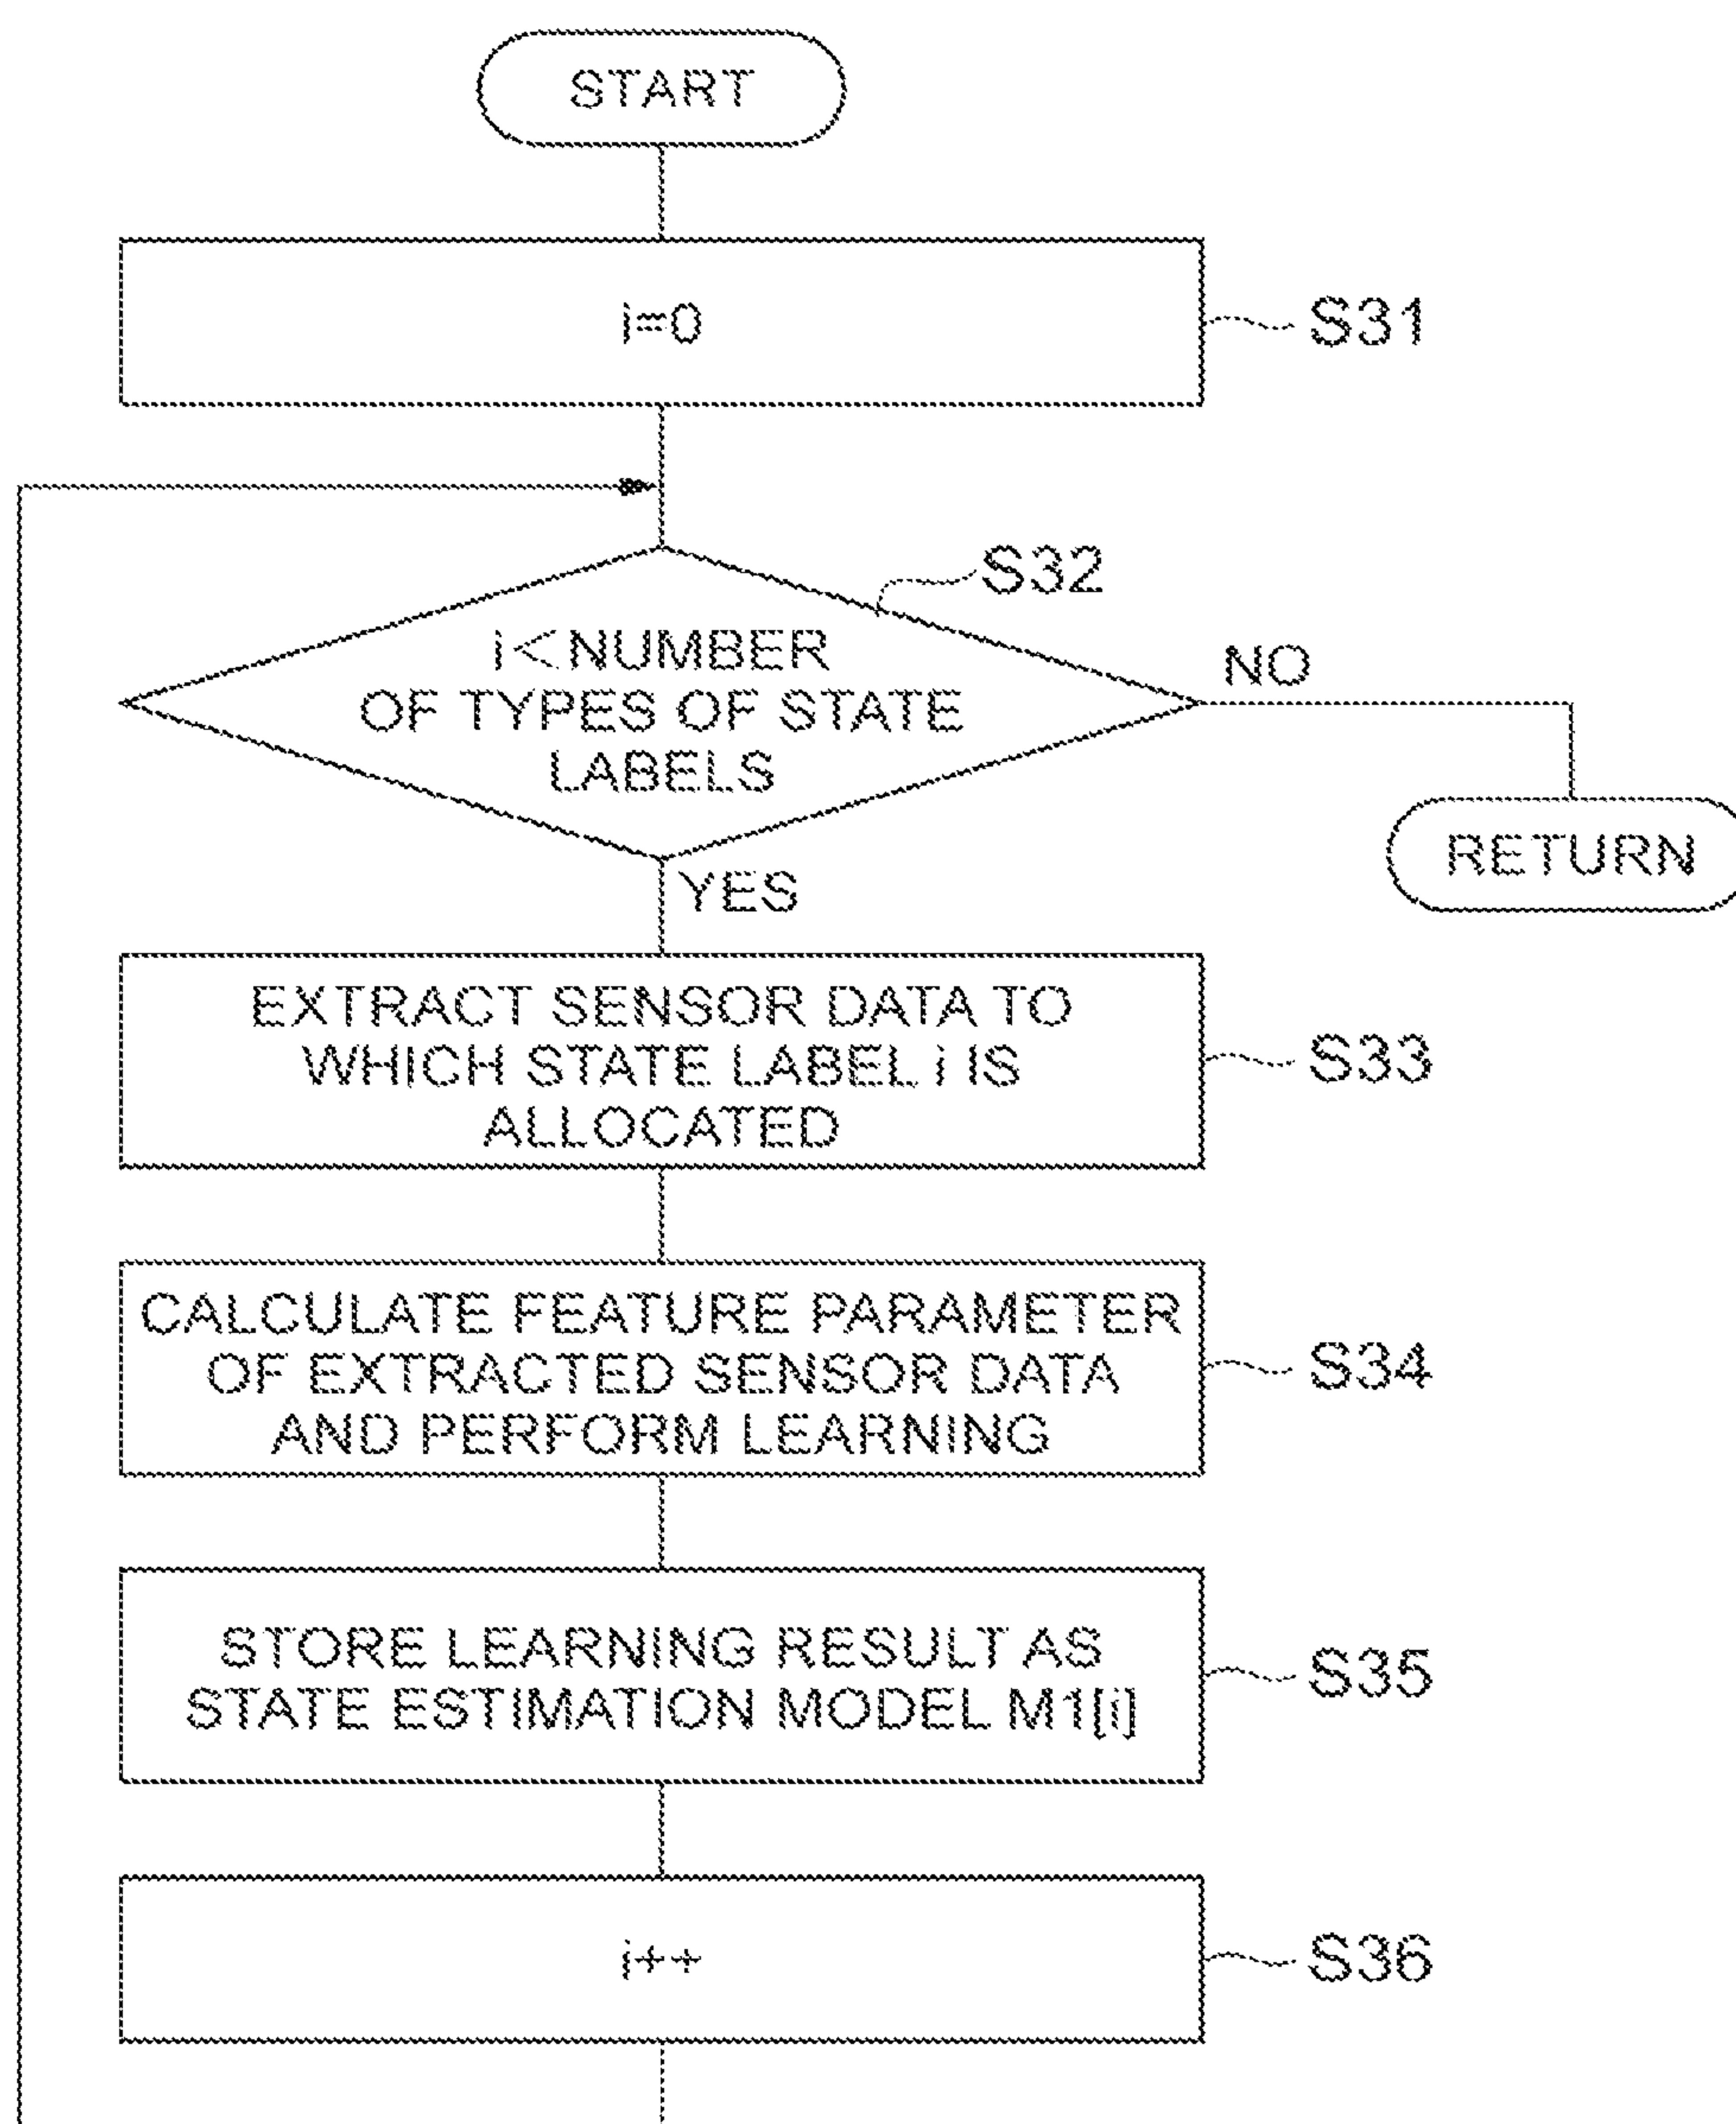 START
i=0
S31
S32
i<NUMBER
OF TYPES OF STATE
LABELS
NO
RETURN
YES
EXTRACT SENSOR DATA TO
WHICH STATE LABEL i IS
ALLOCATED
S33
CALCULATE FEATURE PARAMETER
OF EXTRACTED SENSOR DATA
AND PERFORM LEARNING
S34
STORE LEARNING RESULT AS
STATE ESTIMATION MODEL M1[i]
S35
i++
S36